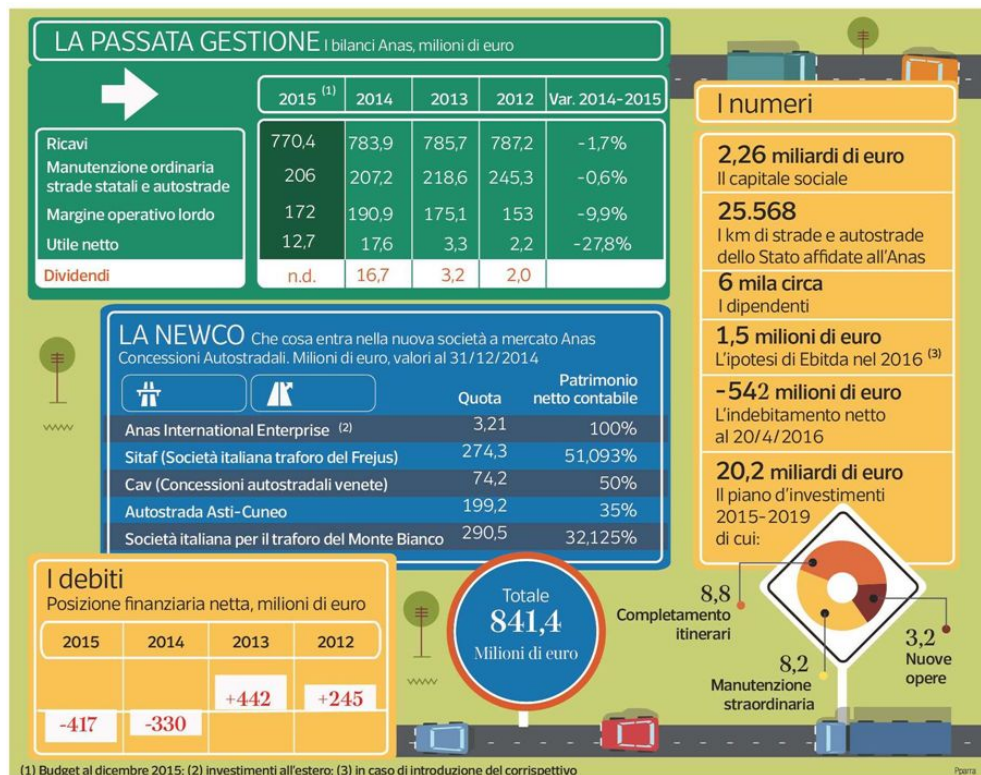 LA PASSATA GESTIONE I bilanci Anas, milioni di euro
2015 (1) 2014 2013 2012 Var. 2014-2015
Ricavi 770,4 783,9 785,7 787,2 -1,7%
Manutenzione ordinaria
strade statali e autostrade 206 207,2 218,6 245,3 -0,6%
Margine operativo lordo 172 190,9 175,1 153 -9,9%
Utile netto 12,7 17,6 3,3 2,2 -27,8%
Dividendi n.d. 16,7 3,2 2,0
LA NEWCO Che cosa entra nella nuova società a mercato Anas
Concessioni Autostradali. Milioni di euro, valori al 31/12/2014
Quota Patrimonio
netto contabile
Anas International Enterprise (2) 3,21 100%
Sitaf (Società italiana traforo del Frejus) 274,3 51,093%
Cav (Concessioni autostradali venete) 74,2 50%
Autostrada Asti-Cuneo 199,2 35%
Società italiana per il traforo del Monte Bianco 290,5 32,125%
Totale
841,4
Milioni di euro
I debiti
Posizione finanziaria netta, milioni di euro
2015 2014 2013 2012
-417 -330 +442 +245
I numeri
2,26 miliardi di euro
Il capitale sociale
25.568
I km di strade e autostrade
dello Stato affidate all'Anas
6 mila circa
I dipendenti
1,5 milioni di euro
L'ipotesi di Ebitda nel 2016 (3)
-542 milioni di euro
L'indebitamento netto
al 20/4/2016
20,2 miliardi di euro
Il piano d'investimenti
2015-2019
di cui:
8,8
Completamento
itinerari
8,2
Manutenzione
straordinaria
3,2
Nuove
opere
(1) Budget al dicembre 2015; (2) investimenti all'estero; (3) in caso di introduzione del corrispettivo